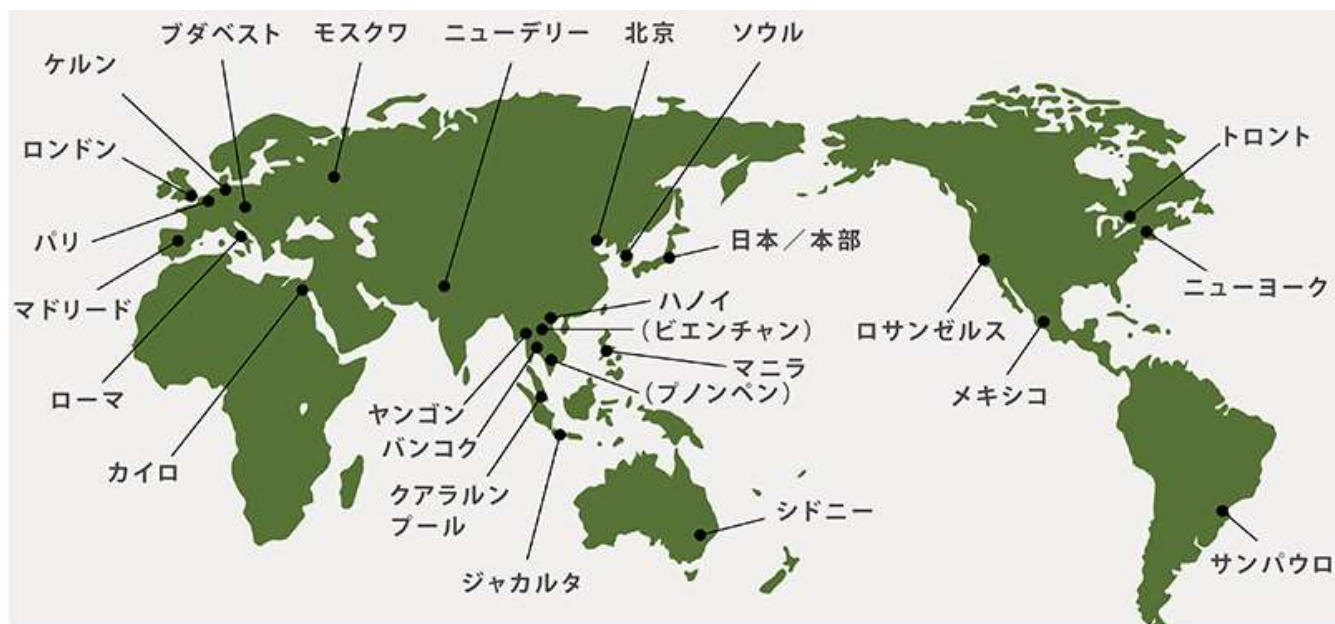 ブダベスト
モスクワ
ニューデリー
北京
ソウル
ケルン
ロンドン
トロント
パリ
日本／本部
マドリード
ニューヨーク
ハノイ
(ビエンチャン)
ロサンゼルス
マニラ
(プノンペン)
メキシコ
ローマ
ヤンゴン
バンコク
カイロ
クアラルン
プール
シドニー
サンパウロ
ジャカルタ